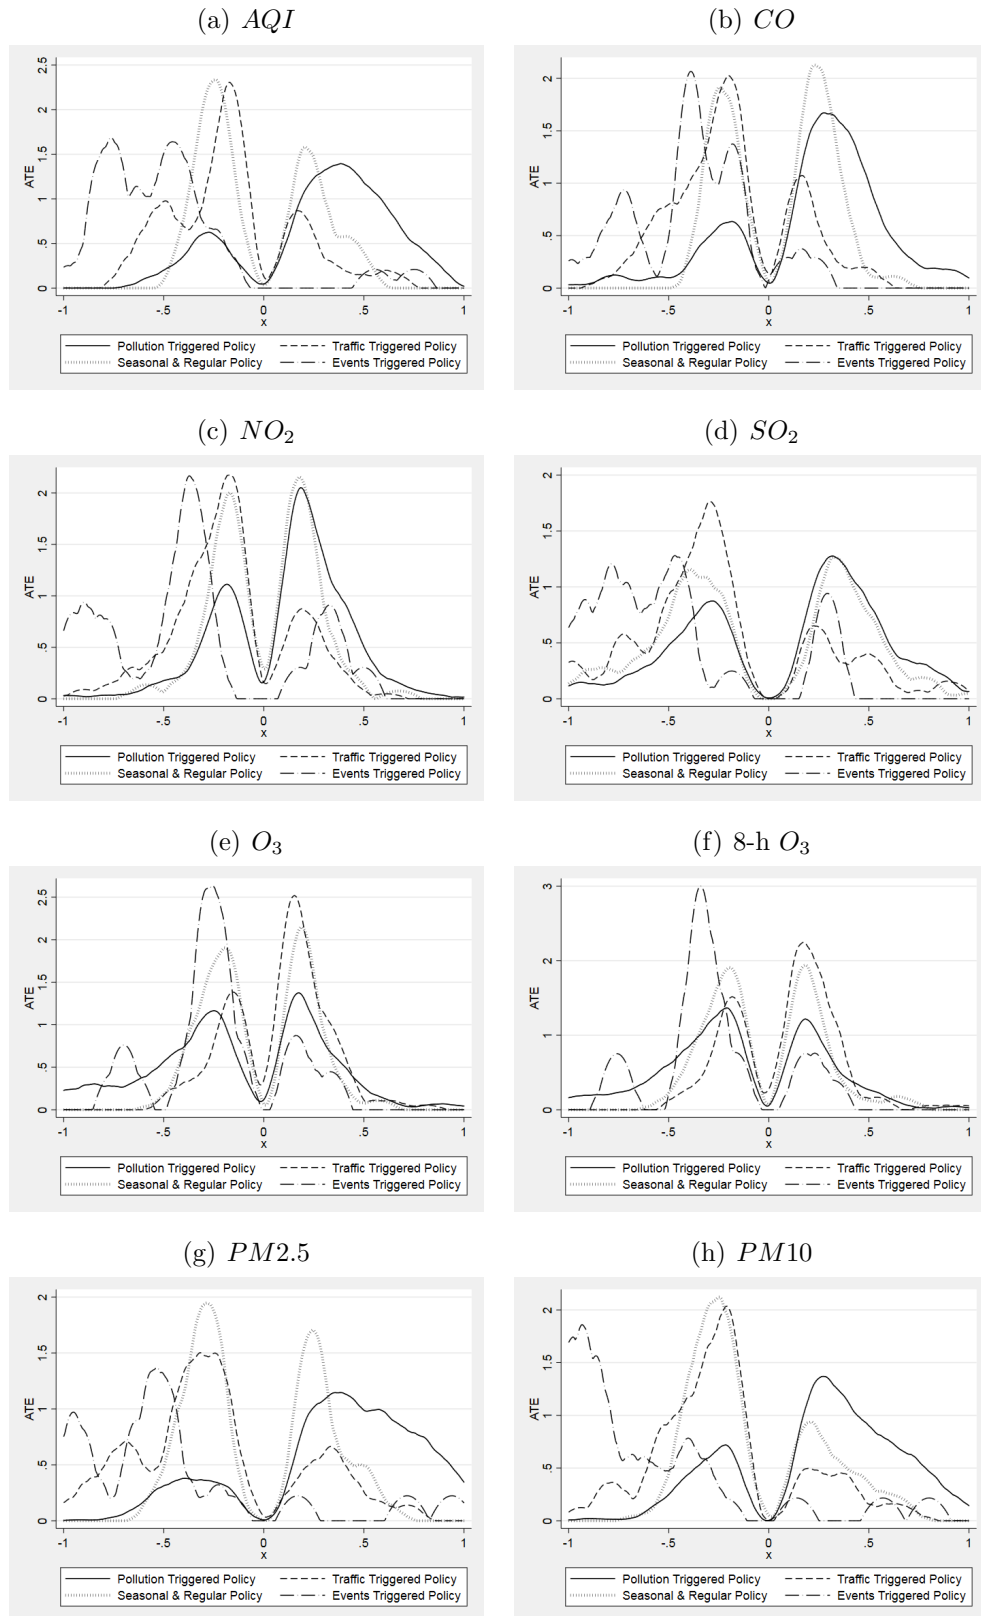 (a) AQI
ATE
2.5
2
1.5
1
.5
0
-1 -.5 0 .5 1
x
Pollution Triggered Policy Traffic Triggered Policy
Seasonal & Regular Policy Events Triggered Policy
(b) CO
ATE
2
1.5
1
.5
0
-1 -.5 0 .5 1
x
Pollution Triggered Policy Traffic Triggered Policy
Seasonal & Regular Policy Events Triggered Policy
(c) NO2
ATE
2
1.5
1
.5
0
-1 -.5 0 .5 1
x
Pollution Triggered Policy Traffic Triggered Policy
Seasonal & Regular Policy Events Triggered Policy
(d) SO2
ATE
2
1.5
1
.5
0
-1 -.5 0 .5 1
x
Pollution Triggered Policy Traffic Triggered Policy
Seasonal & Regular Policy Events Triggered Policy
(e) O3
ATE
2.5
2
1.5
1
.5
0
-1 -.5 0 .5 1
x
Pollution Triggered Policy Traffic Triggered Policy
Seasonal & Regular Policy Events Triggered Policy
(f) 8-h O3
ATE
3
2
1
0
-1 -.5 0 .5 1
x
Pollution Triggered Policy Traffic Triggered Policy
Seasonal & Regular Policy Events Triggered Policy
(g) PM2.5
ATE
2
1.5
1
.5
0
-1 -.5 0 .5 1
x
Pollution Triggered Policy Traffic Triggered Policy
Seasonal & Regular Policy Events Triggered Policy
(h) PM10
ATE
2
1.5
1
.5
0
-1 -.5 0 .5 1
x
Pollution Triggered Policy Traffic Triggered Policy
Seasonal & Regular Policy Events Triggered Policy